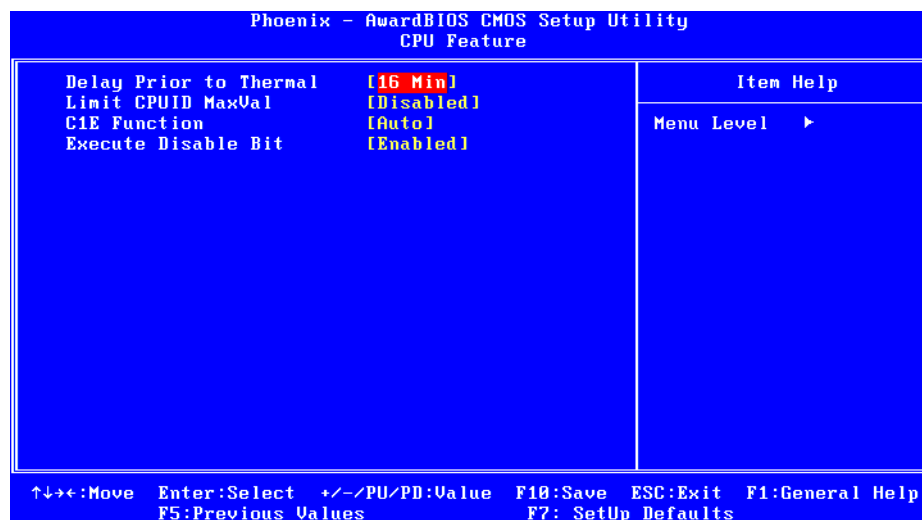 Phoenix - AwardBIOS CMOS Setup Utility
CPU Feature
Delay Prior to Thermal [16 Min]
Limit CPUID MaxVal [Disabled]
C1E Function [Auto]
Execute Disable Bit [Enabled]
Item Help
Menu Level ►
↑↓→←:Move Enter:Select +/-/PU/PD:Value F10:Save ESC:Exit F1:General Help
F5:Previous Values F7: SetUp Defaults